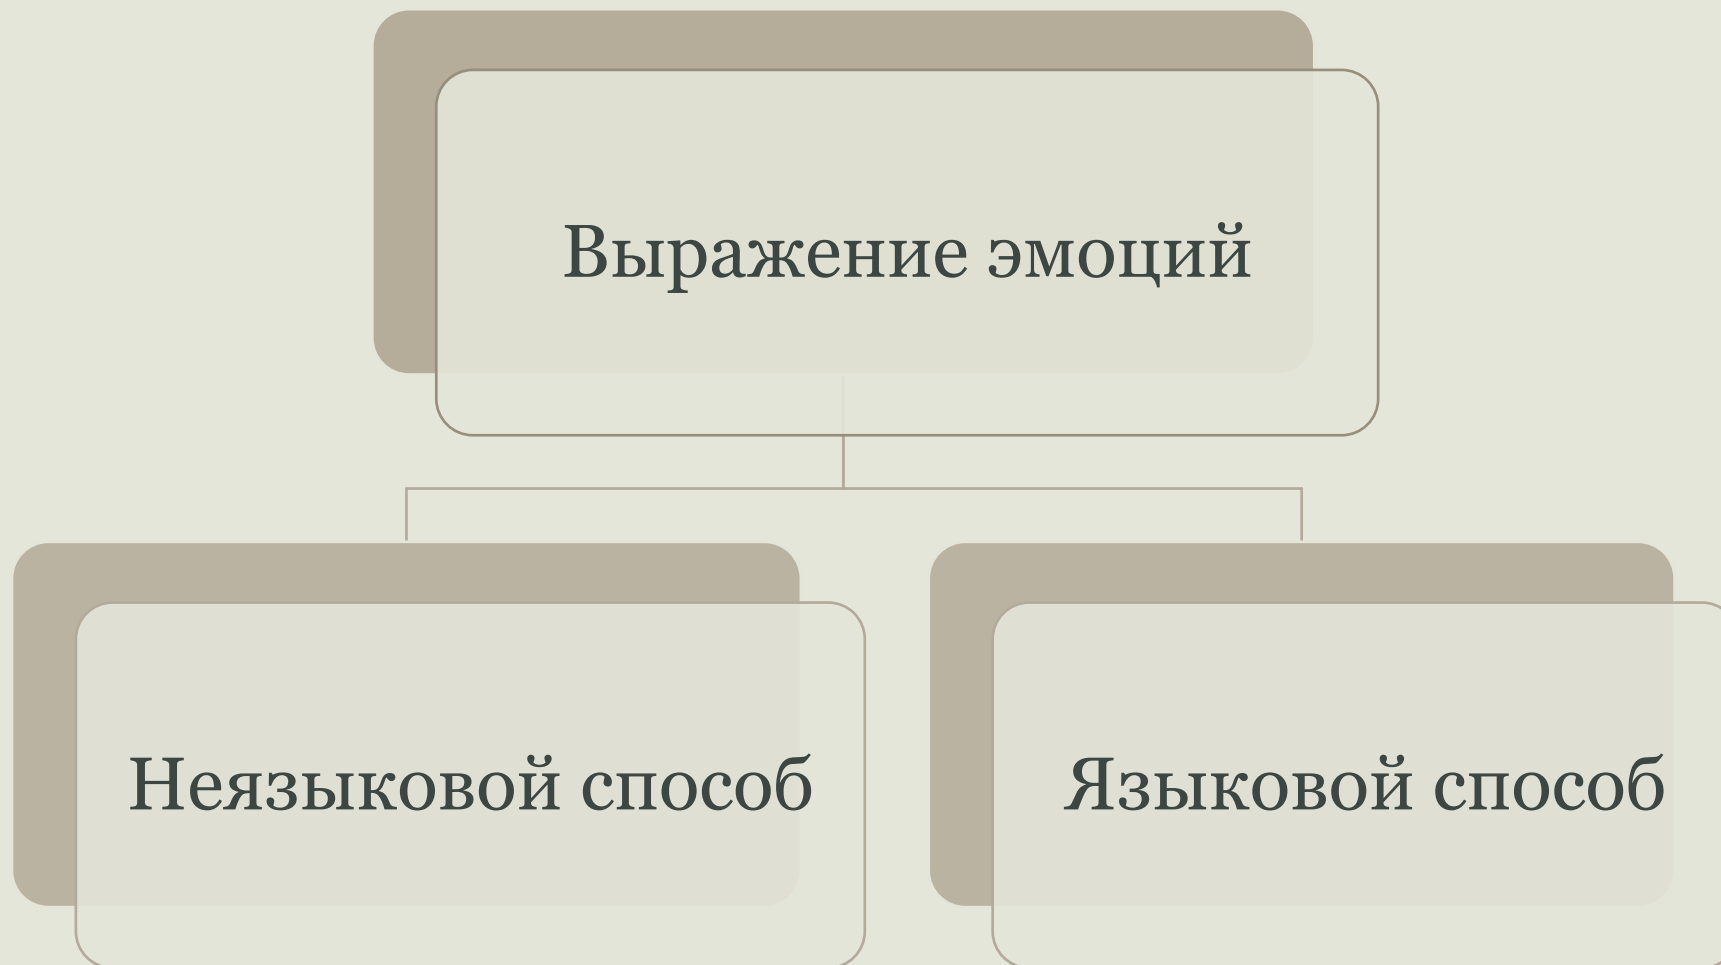 Выражение эмоций
Неязыковой способ
Языковой способ